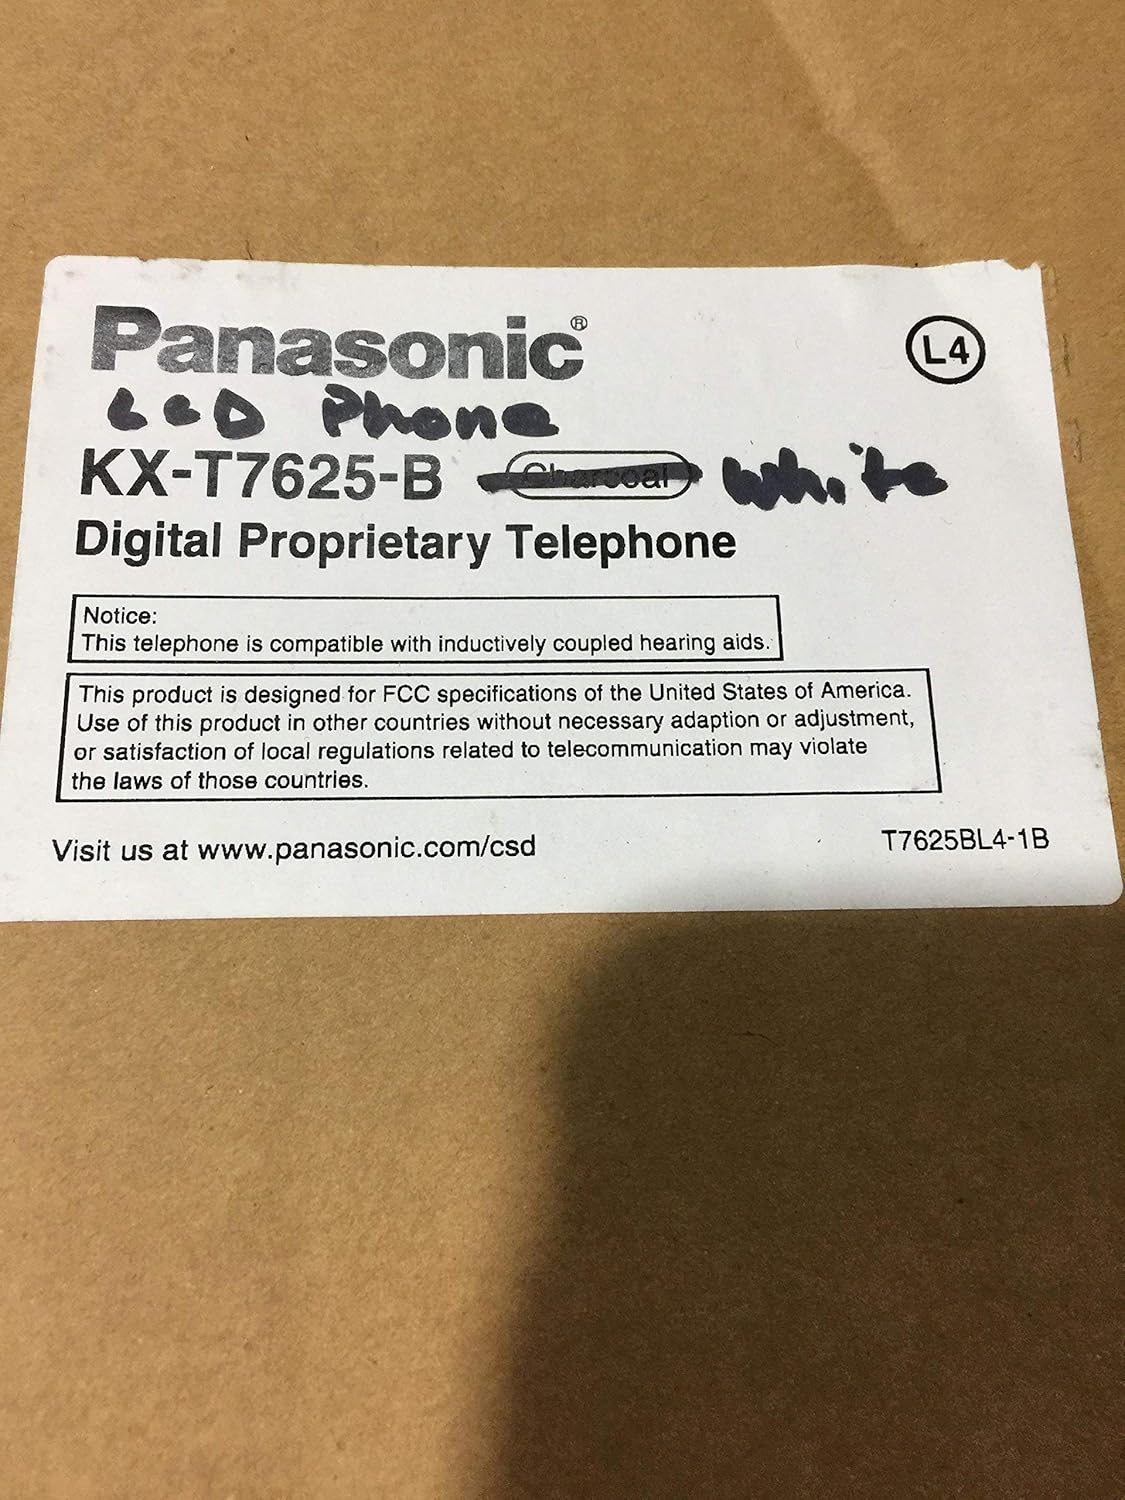 Panasonic®
L4
LCD Phone
KX-T7625-B Charcoal White
Digital Proprietary Telephone
Notice:
This telephone is compatible with inductively coupled hearing aids.
This product is designed for FCC specifications of the United States of America.
Use of this product in other countries without necessary adaption or adjustment,
or satisfaction of local regulations related to telecommunication may violate
the laws of those countries.
Visit us at www.panasonic.com/csd
T7625BL4-1B